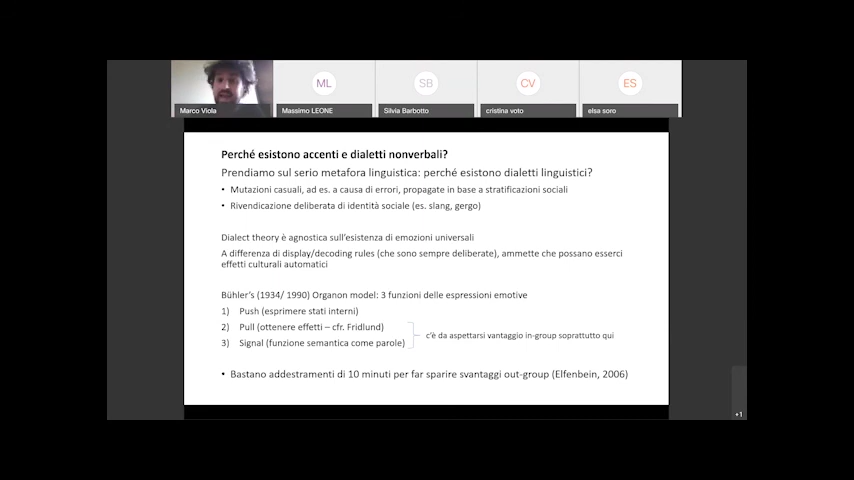 ML
SB
CV
ES
Marco Viola
Massimo LEONE
Silvia Barbotto
cristina voto
elsa soro
Perché esistono accenti e dialetti nonverbali?
Prendiamo sul serio metafora linguistica: perché esistono dialetti linguistici?
• Mutazioni casuali, ad es. a causa di errori, propagate in base a stratificazioni sociali
• Rivendicazione deliberata di identità sociale (es. slang, gergo)
Dialect theory è agnostica sull'esistenza di emozioni universali
A differenza di display/decoding rules (che sono sempre deliberate), ammette che possano esserci
effetti culturali automatici
Bühler's (1934/ 1990) Organon model: 3 funzioni delle espressioni emotive
1) Push (esprimere stati interni)
2) Pull (ottenere effetti – cfr. Fridlund)
3) Signal (funzione semantica come parole)
c'è da aspettarsi vantaggio in-group soprattutto qui
• Bastano addestramenti di 10 minuti per far sparire svantaggi out-group (Elfenbein, 2006)
+1